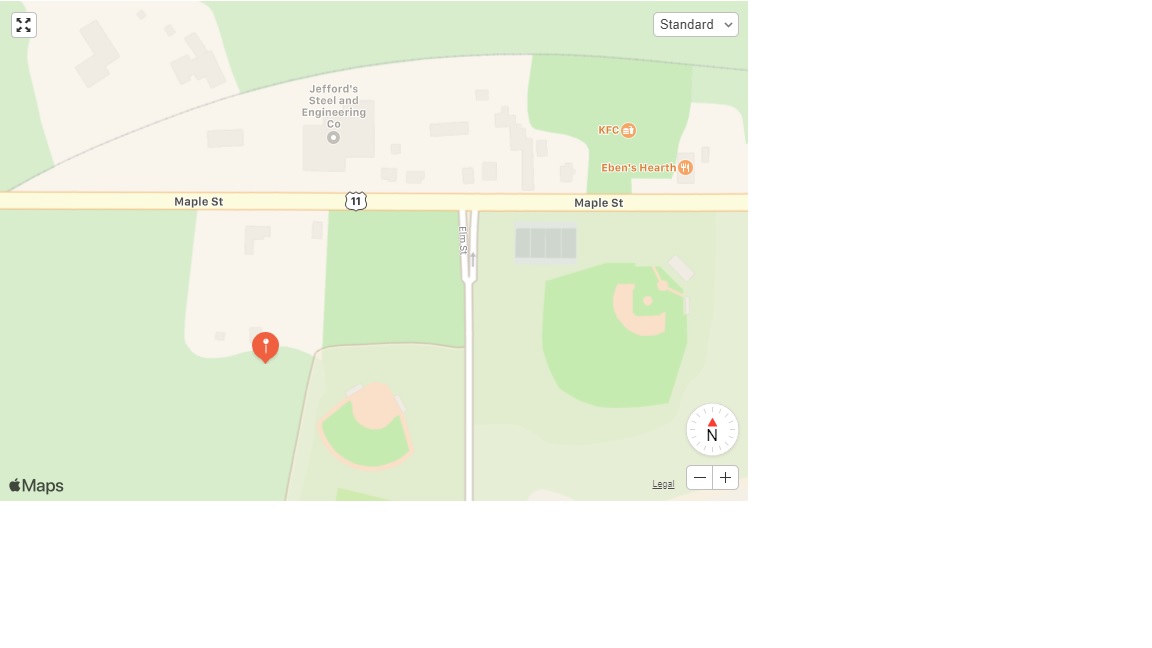 Standard
Jefford's
Steel and
Engineering
Co
KFC
Eben's Hearth
Maple St
11
Maple St
Elm St
N
Maps
Legal